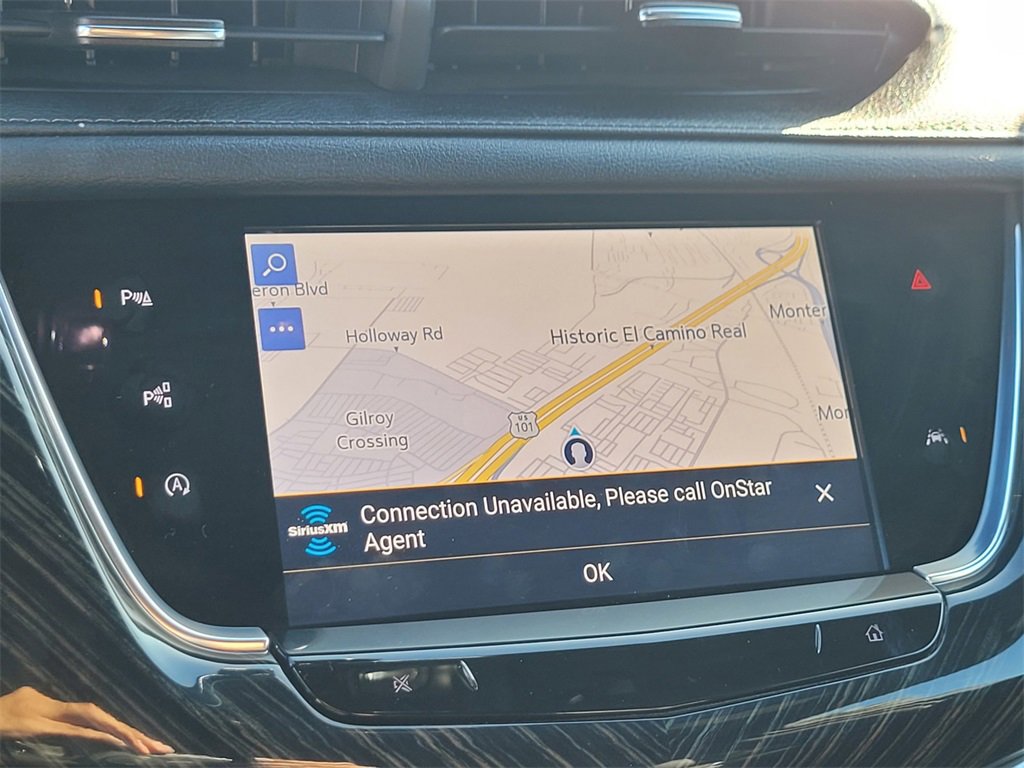 eron Blvd
Holloway Rd
Historic El Camino Real
Monter
Gilroy
Crossing
US
101
Mor
SiriusXM
Connection Unavailable, Please call OnStar
Agent
OK
P
P
A